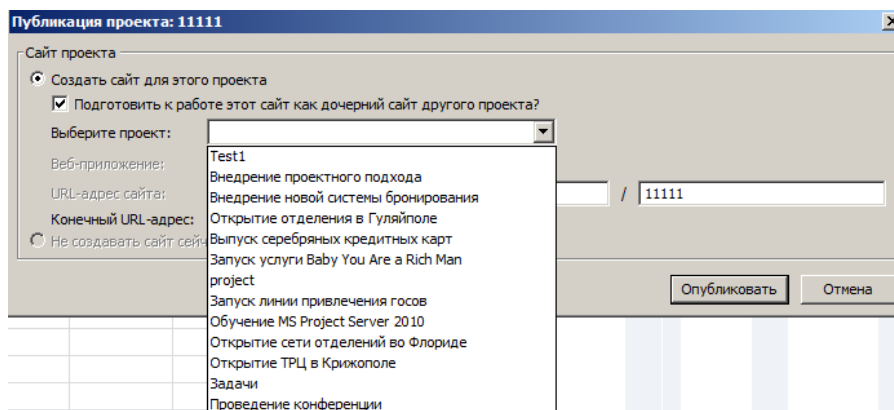 Публикация проекта: 11111
Сайт проекта
Создать сайт для этого проекта
Подготовить к работе этот сайт как дочерний сайт другого проекта?
Выберите проект:
Test1
Веб-приложение:
Внедрение проектного подхода
URL-адрес сайта:
Внедрение новой системы бронирования
/ 11111
Конечный URL-адрес:
Открытие отделения в Гуляйполе
Не создавать сайт сейч
Выпуск серебряных кредитных карт
Запуск услуги Baby You Are a Rich Man
project
Запуск линии привлечения госов
Опубликовать
Отмена
Обучение MS Project Server 2010
Открытие сети отделений во Флориде
Открытие ТРЦ в Крижополе
Задачи
Проведение конференции